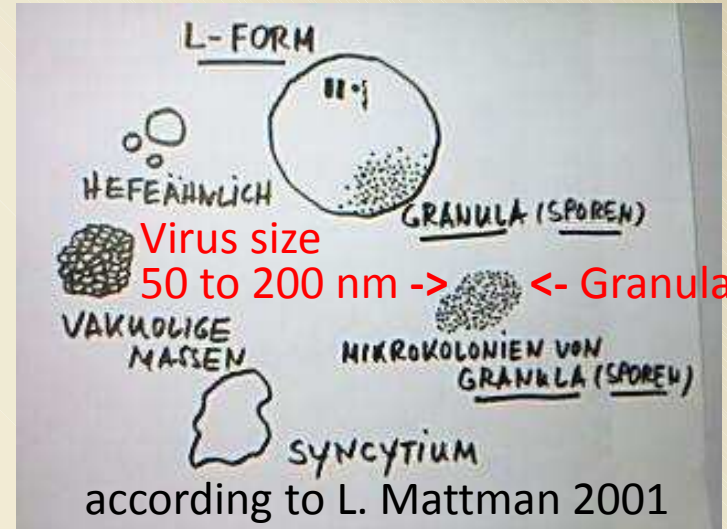 L-FORM
HEFEÄHNLICH
GRANULA (SPOREN)
Virus size
50 to 200 nm -> <- Granula
VAKUOLIGE
MASSEN
MIKROKOLONIEN VON
GRANULA (SPOREN)
SYNCYTIUM
according to L. Mattman 2001